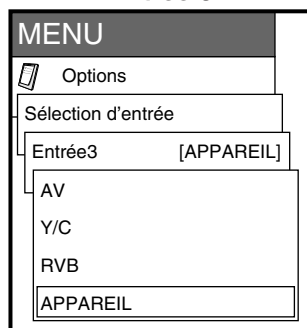 MENU
Options
Sélection d'entrée
Entrée3 [APPAREIL]
AV
Y/C
RVB
APPAREIL